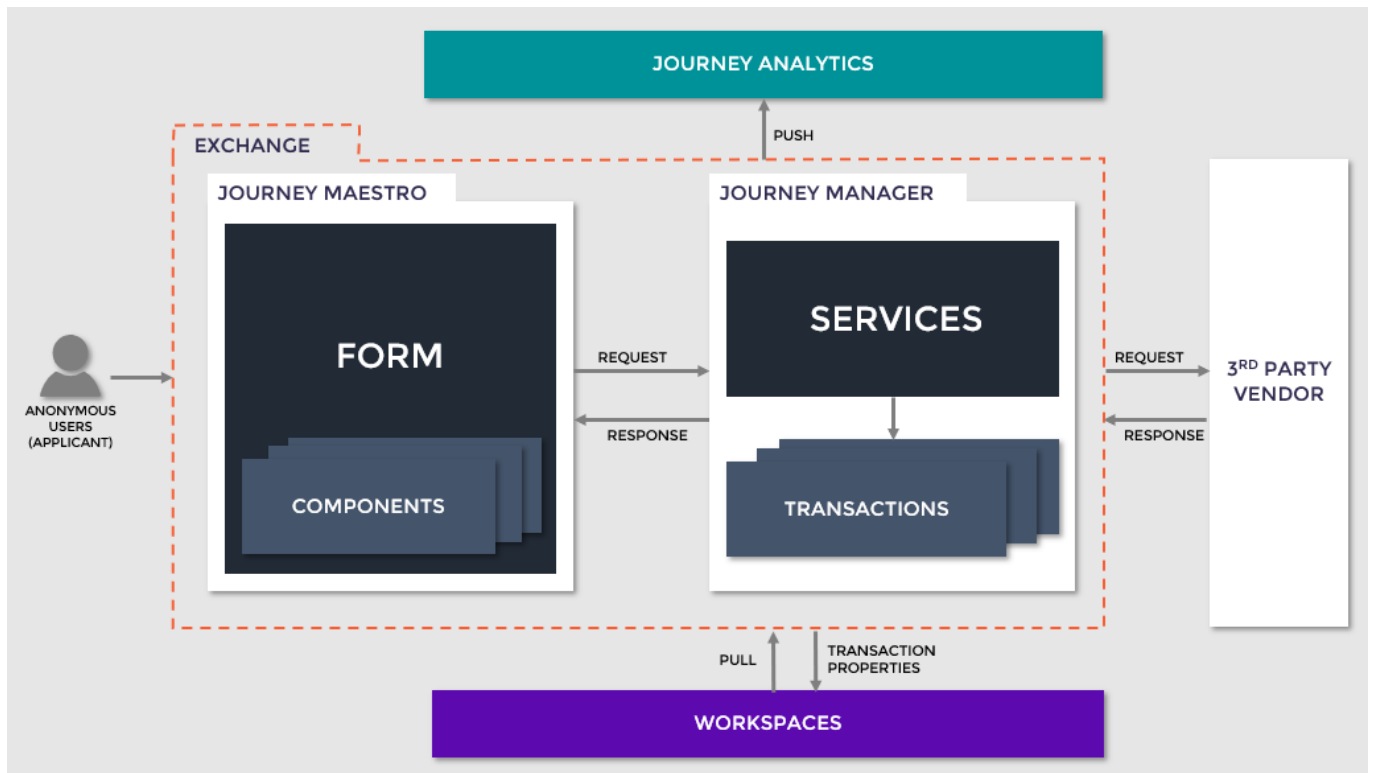 JOURNEY ANALYTICS
PUSH
EXCHANGE
JOURNEY MAESTRO
JOURNEY MANAGER
FORM
SERVICES
COMPONENTS
TRANSACTIONS
REQUEST
RESPONSE
REQUEST
RESPONSE
3RD PARTY
VENDOR
ANONYMOUS
USERS
(APPLICANT)
PULL
TRANSACTION
PROPERTIES
WORKSPACES